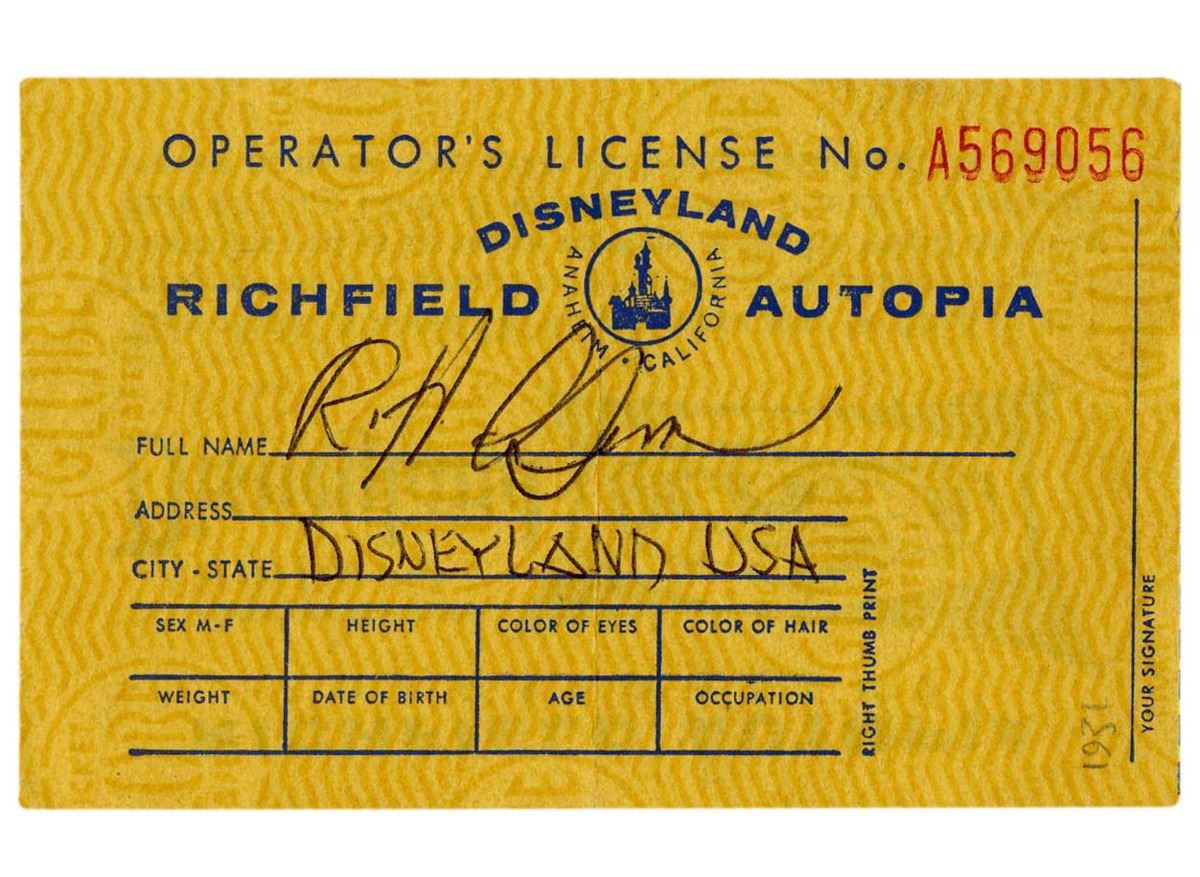 OPERATOR'S LICENSE No. A569056
DISNEYLAND
ANAHEIM • CALIFORNIA
RICHFIELD AUTOPIA
FULL NAME
ADDRESS
CITY - STATE DISNEYLAND USA
SEX M-F HEIGHT COLOR OF EYES COLOR OF HAIR
WEIGHT DATE OF BIRTH AGE OCCUPATION
RIGHT THUMB PRINT
YOUR SIGNATURE